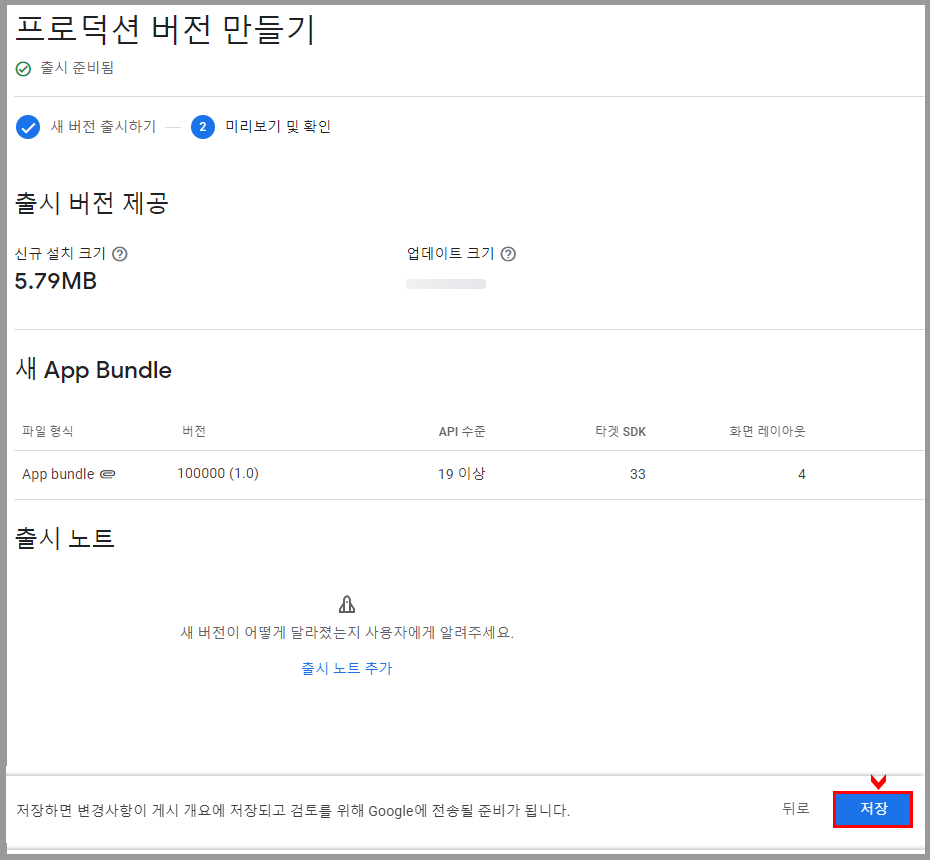 프로덕션 버전 만들기
출시 준비됨
새 버전 출시하기 2 미리보기 및 확인
출시 버전 제공
신규 설치 크기 업데이트 크기
5.79MB
새 App Bundle
파일 형식 버전 API 수준 타겟 SDK 화면 레이아웃
App bundle 100000 (1.0) 19 이상 33 4
출시 노트
새 버전이 어떻게 달라졌는지 사용자에게 알려주세요.
출시 노트 추가
저장하면 변경사항이 게시 개요에 저장되고 검토를 위해 Google에 전송될 준비가 됩니다. 뒤로 저장